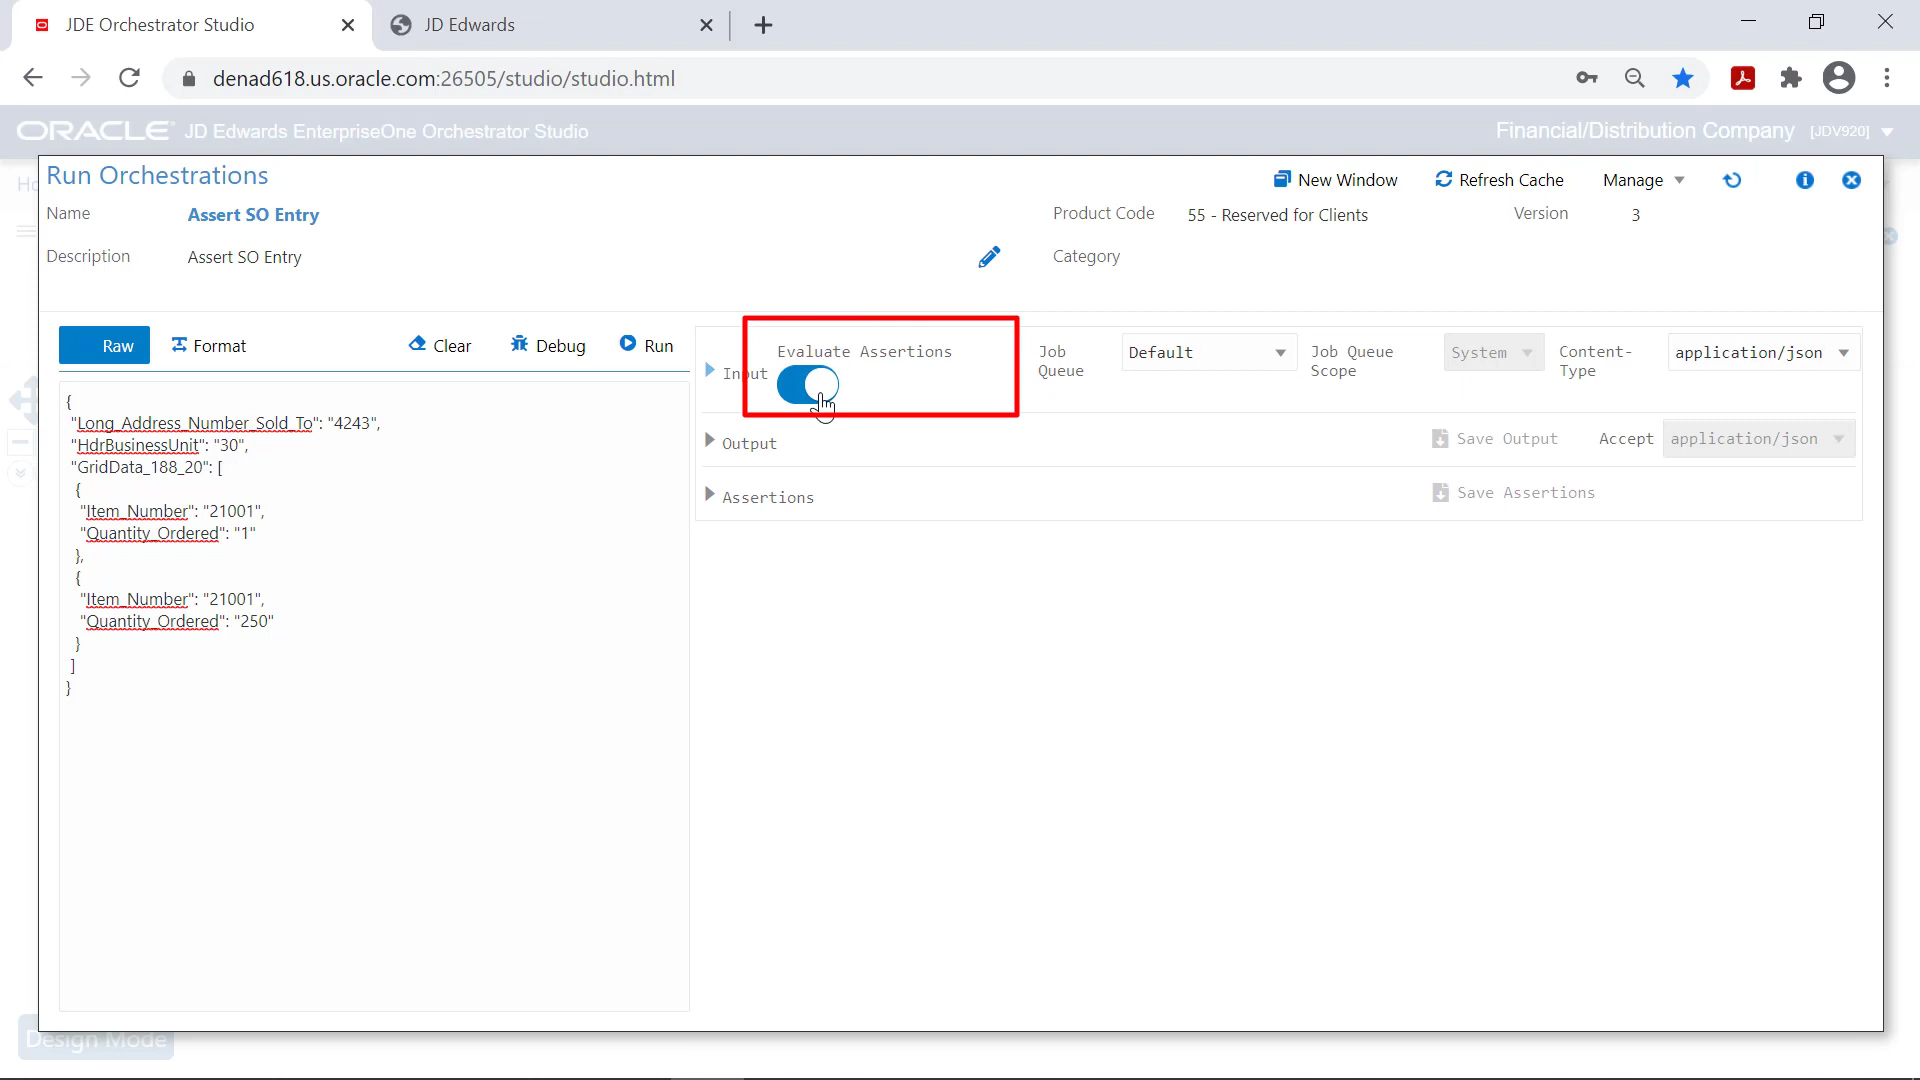 JDE Orchestrator Studio
JD Edwards
denad618.us.oracle.com:26505/studio/studio.html
ORACLE JD Edwards EnterpriseOne Orchestrator Studio
Financial/Distribution Company [JDV920]
Run Orchestrations
New Window
Refresh Cache
Manage
Name
Assert SO Entry
Product Code
55 - Reserved for Clients
Version
3
Description
Assert SO Entry
Category
Raw
Format
Clear
Debug
Run
{
"Long_Address_Number_Sold_To": "4243",
"HdrBusinessUnit": "30",
"GridData_188_20": [
{
"Item_Number": "21001",
"Quantity_Ordered": "1"
},
{
"Item_Number": "21001",
"Quantity_Ordered": "250"
}
]
}
Input
Evaluate Assertions
Job
Queue
Default
Job Queue
Scope
System
Content-
Type
application/json
Output
Save Output
Accept
application/json
Assertions
Save Assertions
Design Mode